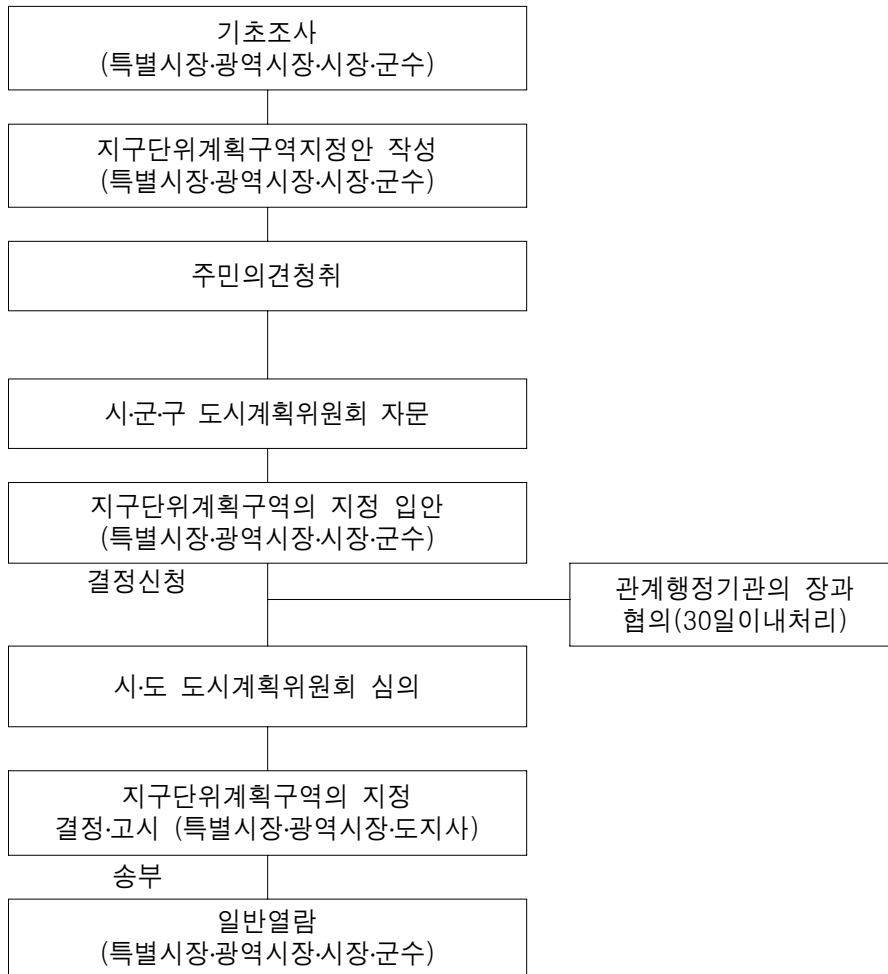 기초조사
(특별시장·광역시장·시장·군수)
지구단위계획구역지정안 작성
(특별시장·광역시장·시장·군수)
주민의견청취
시·군·구 도시계획위원회 자문
지구단위계획구역의 지정 입안
(특별시장·광역시장·시장·군수)
결정신청
관계행정기관의 장과
협의(30일이내처리)
시·도 도시계획위원회 심의
지구단위계획구역의 지정
결정·고시 (특별시장·광역시장·도지사)
송부
일반열람
(특별시장·광역시장·시장·군수)